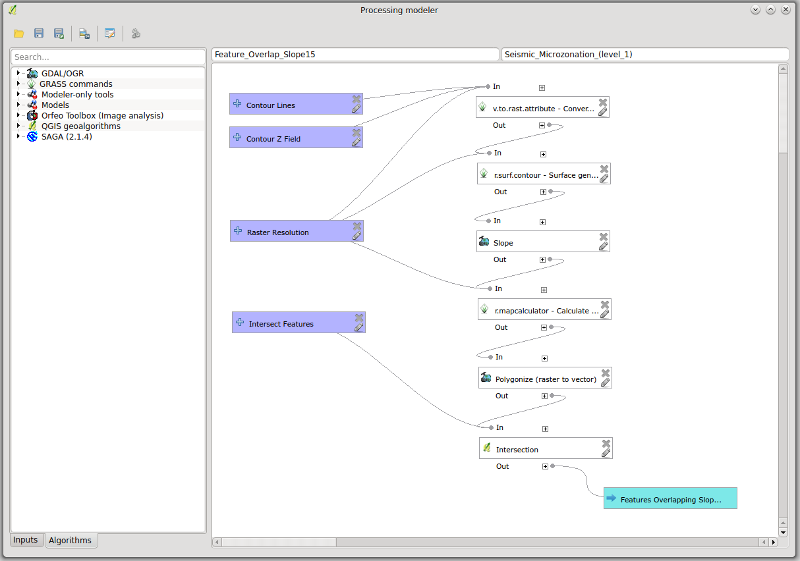 Processing modeler
Search...
Feature_Overlap_Slope15
Seismic_Microzonation_(level_1)
GDAL/OGR
GRASS commands
Modeler-only tools
Models
Orfeo Toolbox (Image analysis)
QGIS geoalgorithms
SAGA (2.1.4)
Contour Lines
Contour Z Field
Raster Resolution
Intersect Features
In
v.to.rast.attribute - Conver...
Out
In
r.surf.contour - Surface gen...
Out
In
Slope
Out
In
r.mapcalculator - Calculate ...
Out
In
Polygonize (raster to vector)
Out
In
Intersection
Out
Features Overlapping Slop...
Inputs
Algorithms